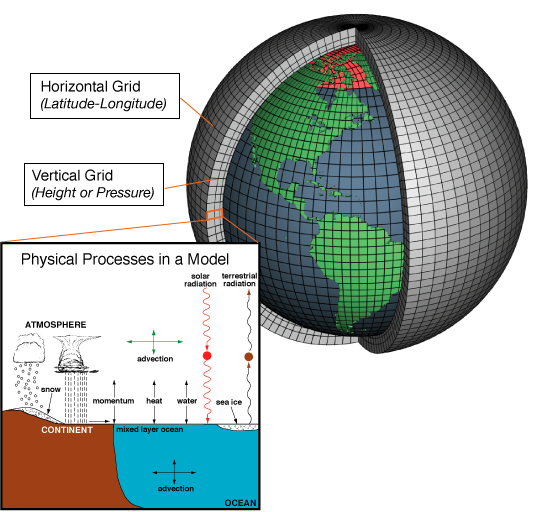 Horizontal Grid
(Latitude-Longitude)
Vertical Grid
(Height or Pressure)
Physical Processes in a Model
solar
radiation
terrestrial
radiation
ATMOSPHERE
advection
snow
momentum
heat
water
sea ice
CONTINENT
mixed layer ocean
advection
OCEAN